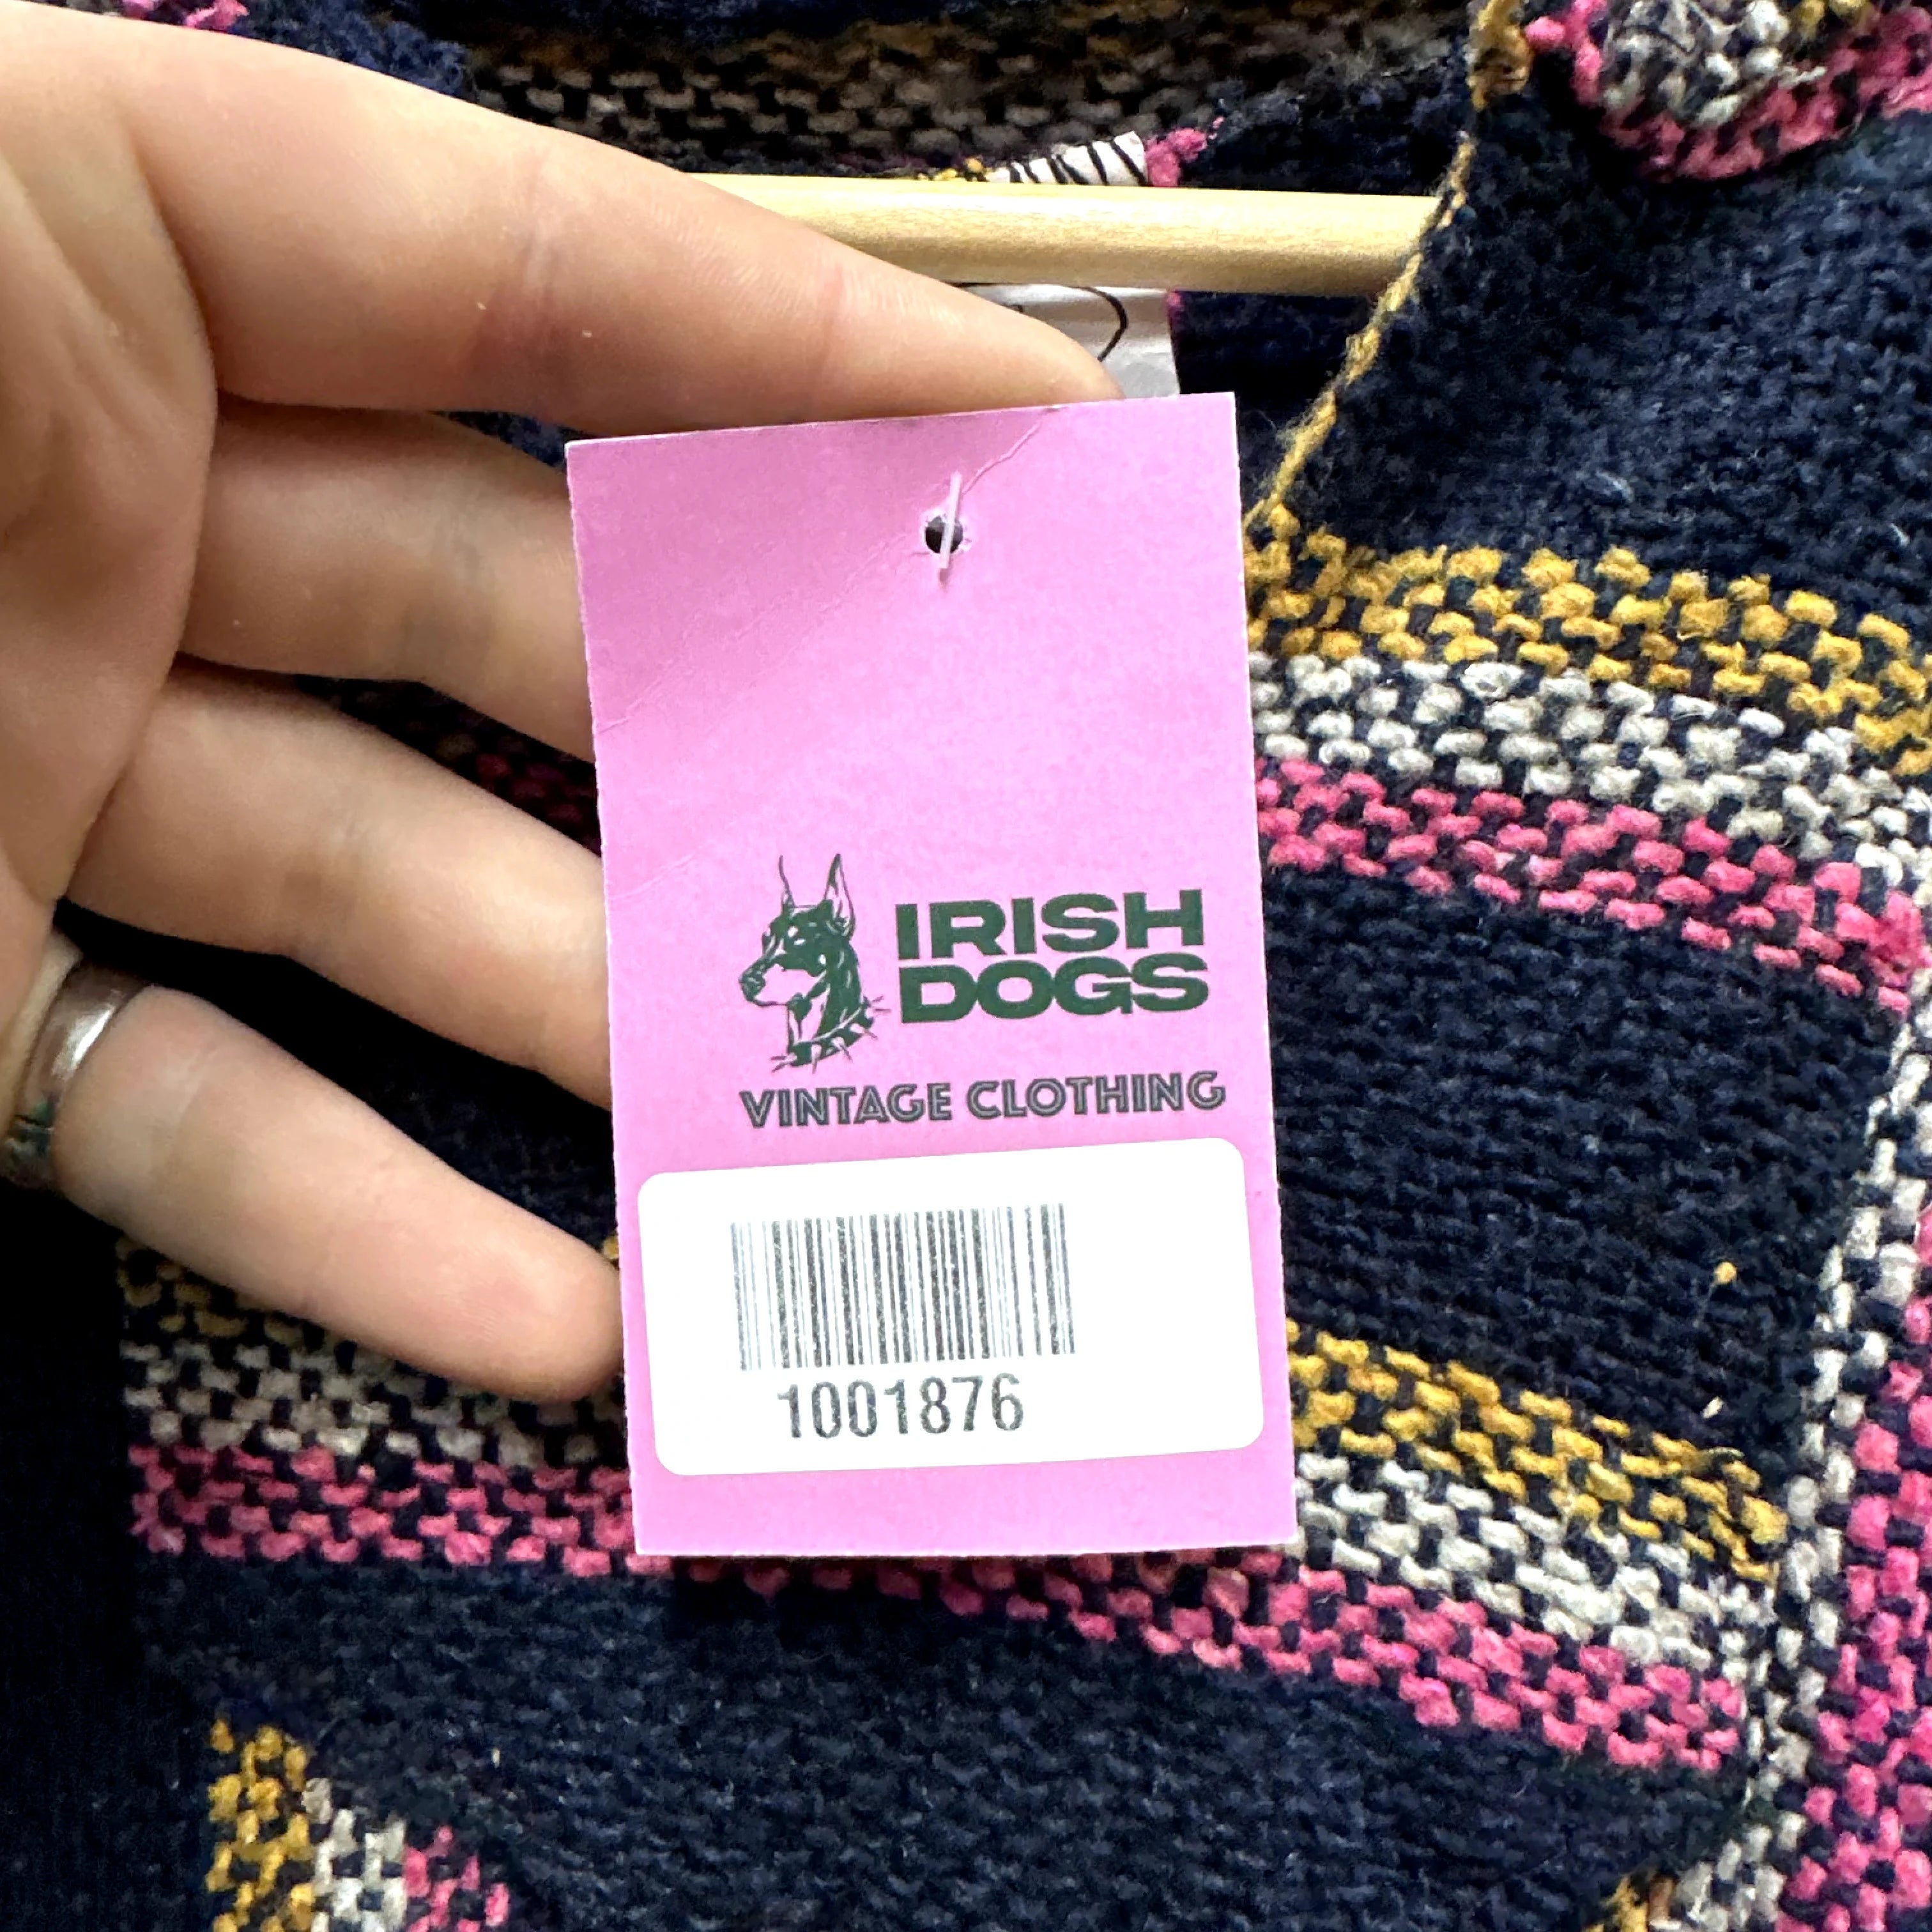 IRISH
DOGS
VINTAGE CLOTHING
1001876